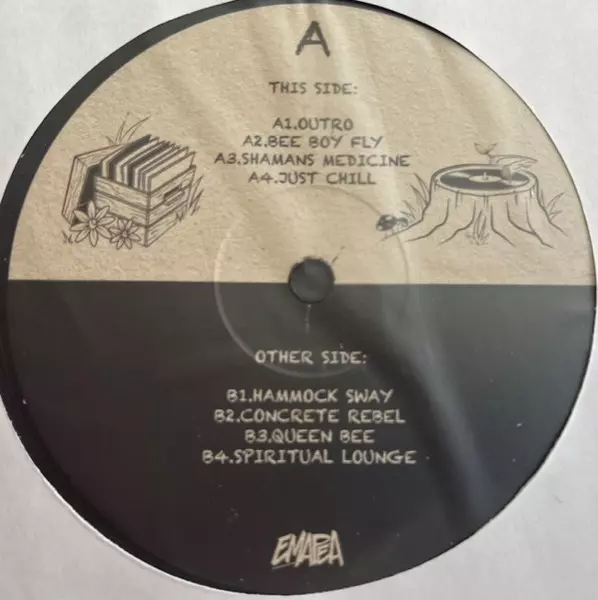 A
THIS SIDE:
A1.OUTRO
A2.BEE BOY FLY
A3.SHAMANS MEDICINE
A4.JUST CHILL
OTHER SIDE:
B1.HAMMOCK SWAY
B2.CONCRETE REBEL
B3.QUEEN BEE
B4.SPIRITUAL LOUNGE
EMAPEA